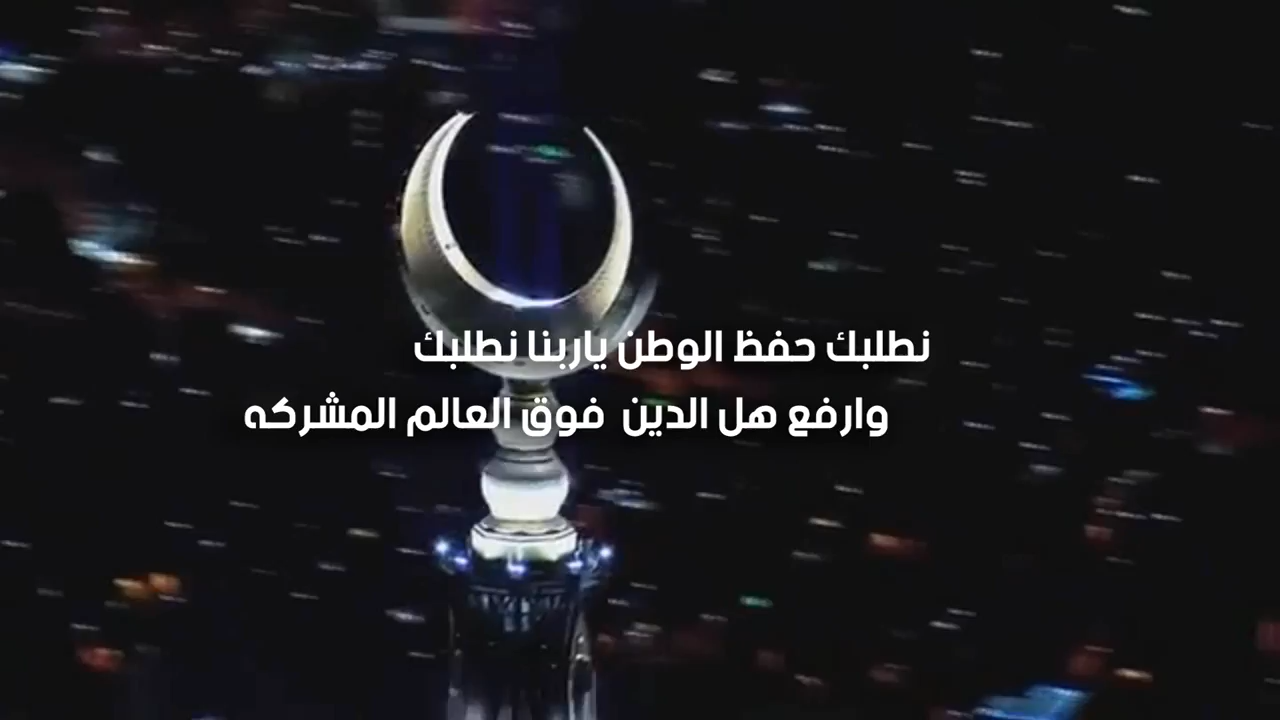 نطلبك حفظ الوطن ياربنا نطلبك
وارفع هل الدين فوق العالم المشركه